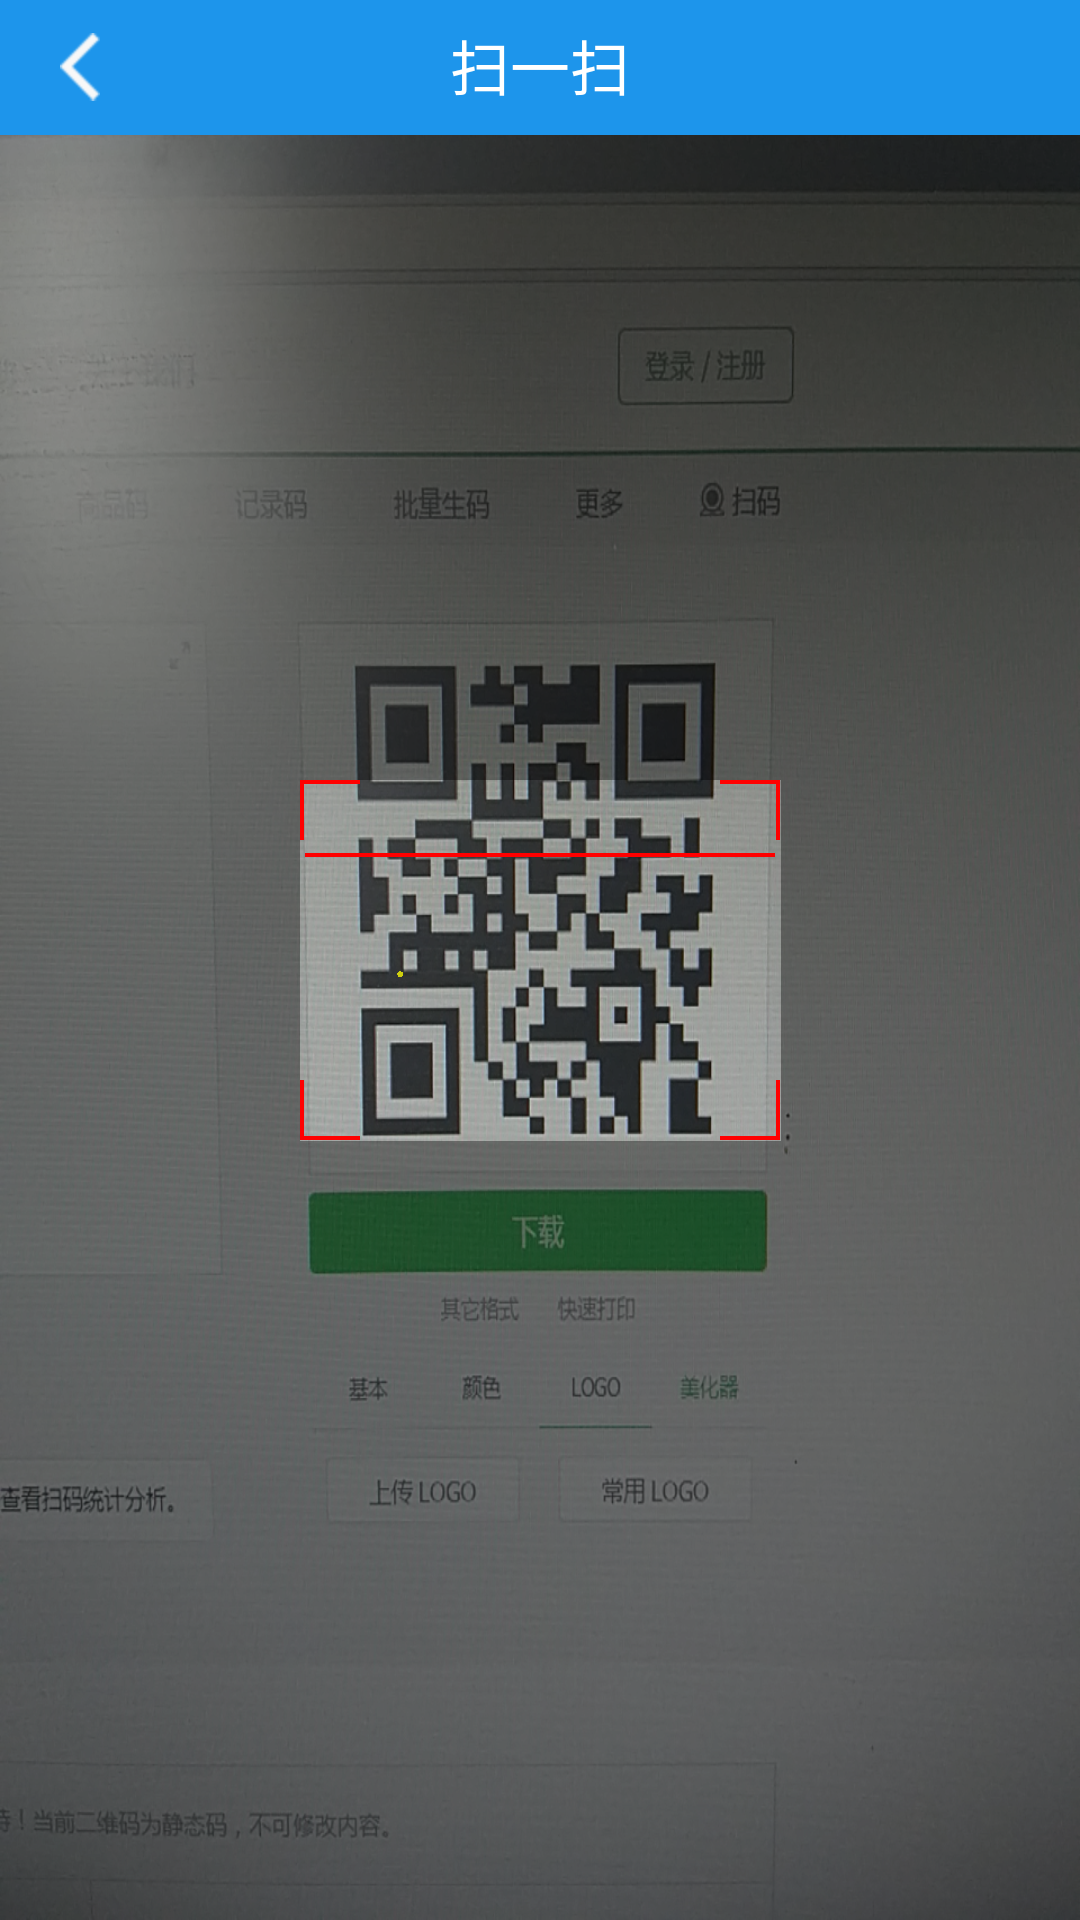 扫一扫
登录 / 注册
商品码 记录码 批量生码 更多 扫码
下载
其它格式 快速打印
基本 颜色 LOGO 美化器
上传 LOGO 常用 LOGO
查看扫码统计分析。
！当前二维码为静态码，不可修改内容。